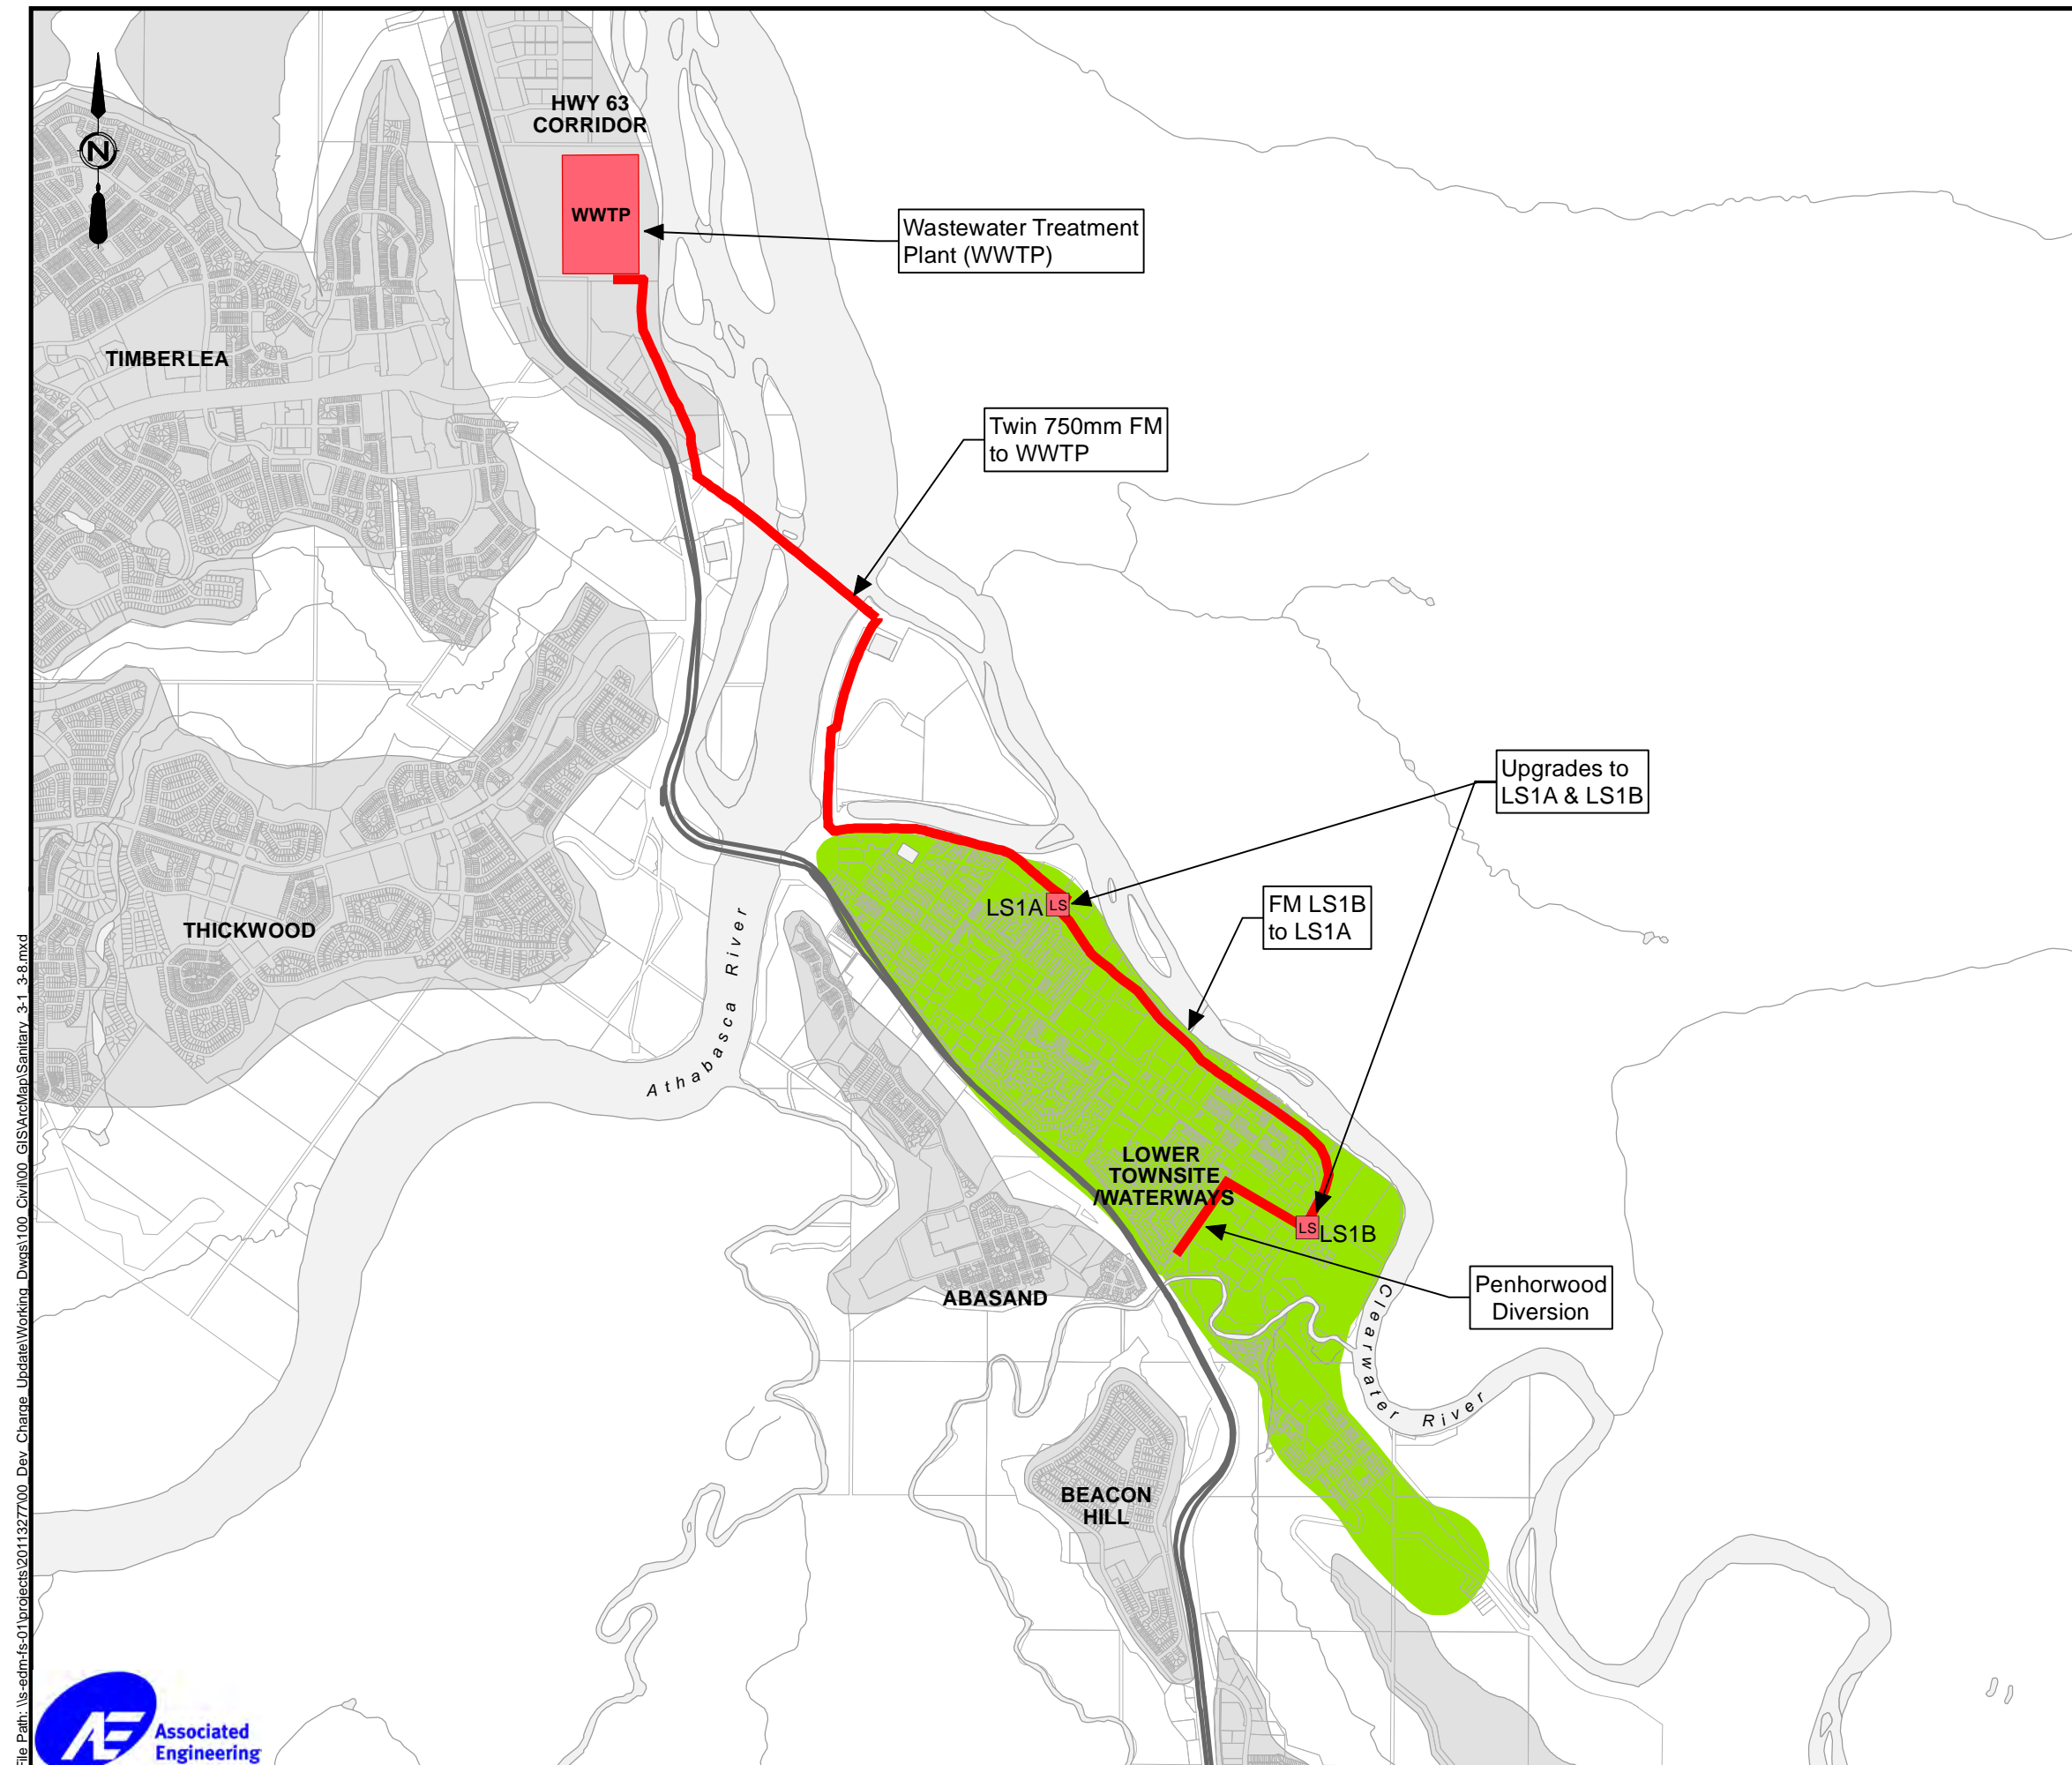 HWY 63
CORRIDOR
N
WWTP
Wastewater Treatment
Plant (WWTP)
TIMBERLEA
Twin 750mm FM
to WWTP
Upgrades to
LS1A & LS1B
LS1A
LS
FM LS1B
to LS1A
THICKWOOD
Athabasca River
LOWER
TOWNSITE
/WATERWAYS
LS
LS1B
Penhorwood
Diversion
ABASAND
Clearwater River
BEACON
HILL
File Path: \\s-edm-fs-01\projects\20113277\00_Dev_Charge_Update\Working_Dwgs\100_Civil\00_GIS\ArcMap\Sanitary_3-1_3-8.mxd
AE
Associated
Engineering